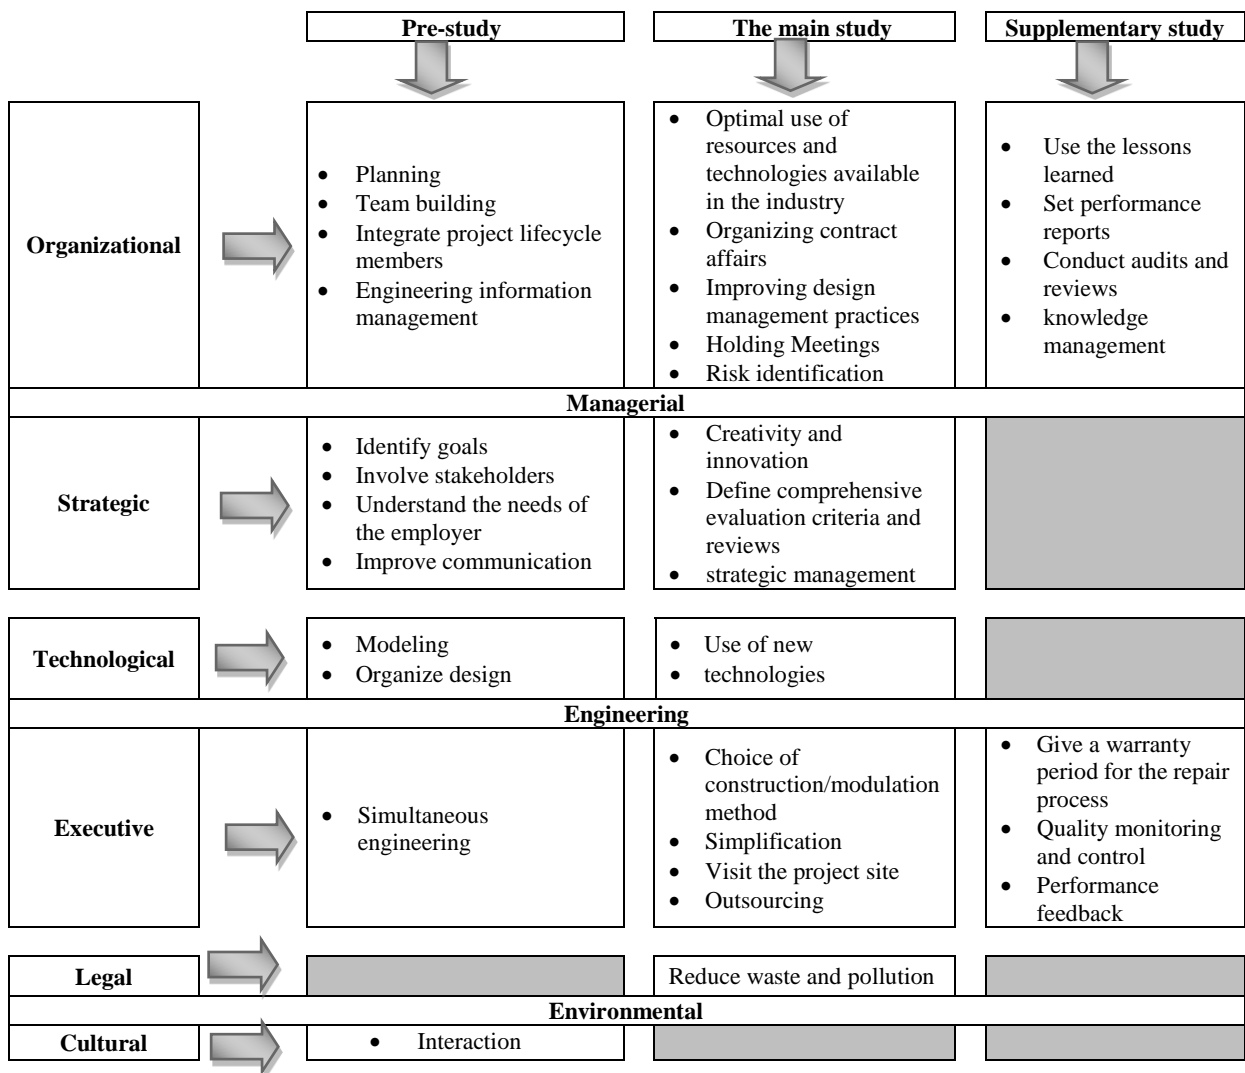 Pre-study
The main study
Supplementary study
Organizational
• Planning
• Team building
• Integrate project lifecycle
members
• Engineering information
management
• Optimal use of
resources and
technologies available
in the industry
• Organizing contract
affairs
• Improving design
management practices
• Holding Meetings
• Risk identification
• Use the lessons
learned
• Set performance
reports
• Conduct audits and
reviews
• knowledge
management
Managerial
Strategic
• Identify goals
• Involve stakeholders
• Understand the needs of
the employer
• Improve communication
• Creativity and
innovation
• Define comprehensive
evaluation criteria and
reviews
• strategic management
Technological
• Modeling
• Organize design
• Use of new
• technologies
Engineering
Executive
• Simultaneous
engineering
• Choice of
construction/modulation
method
• Simplification
• Visit the project site
• Outsourcing
• Give a warranty
period for the repair
process
• Quality monitoring
and control
• Performance
feedback
Legal
Reduce waste and pollution
Environmental
Cultural
• Interaction